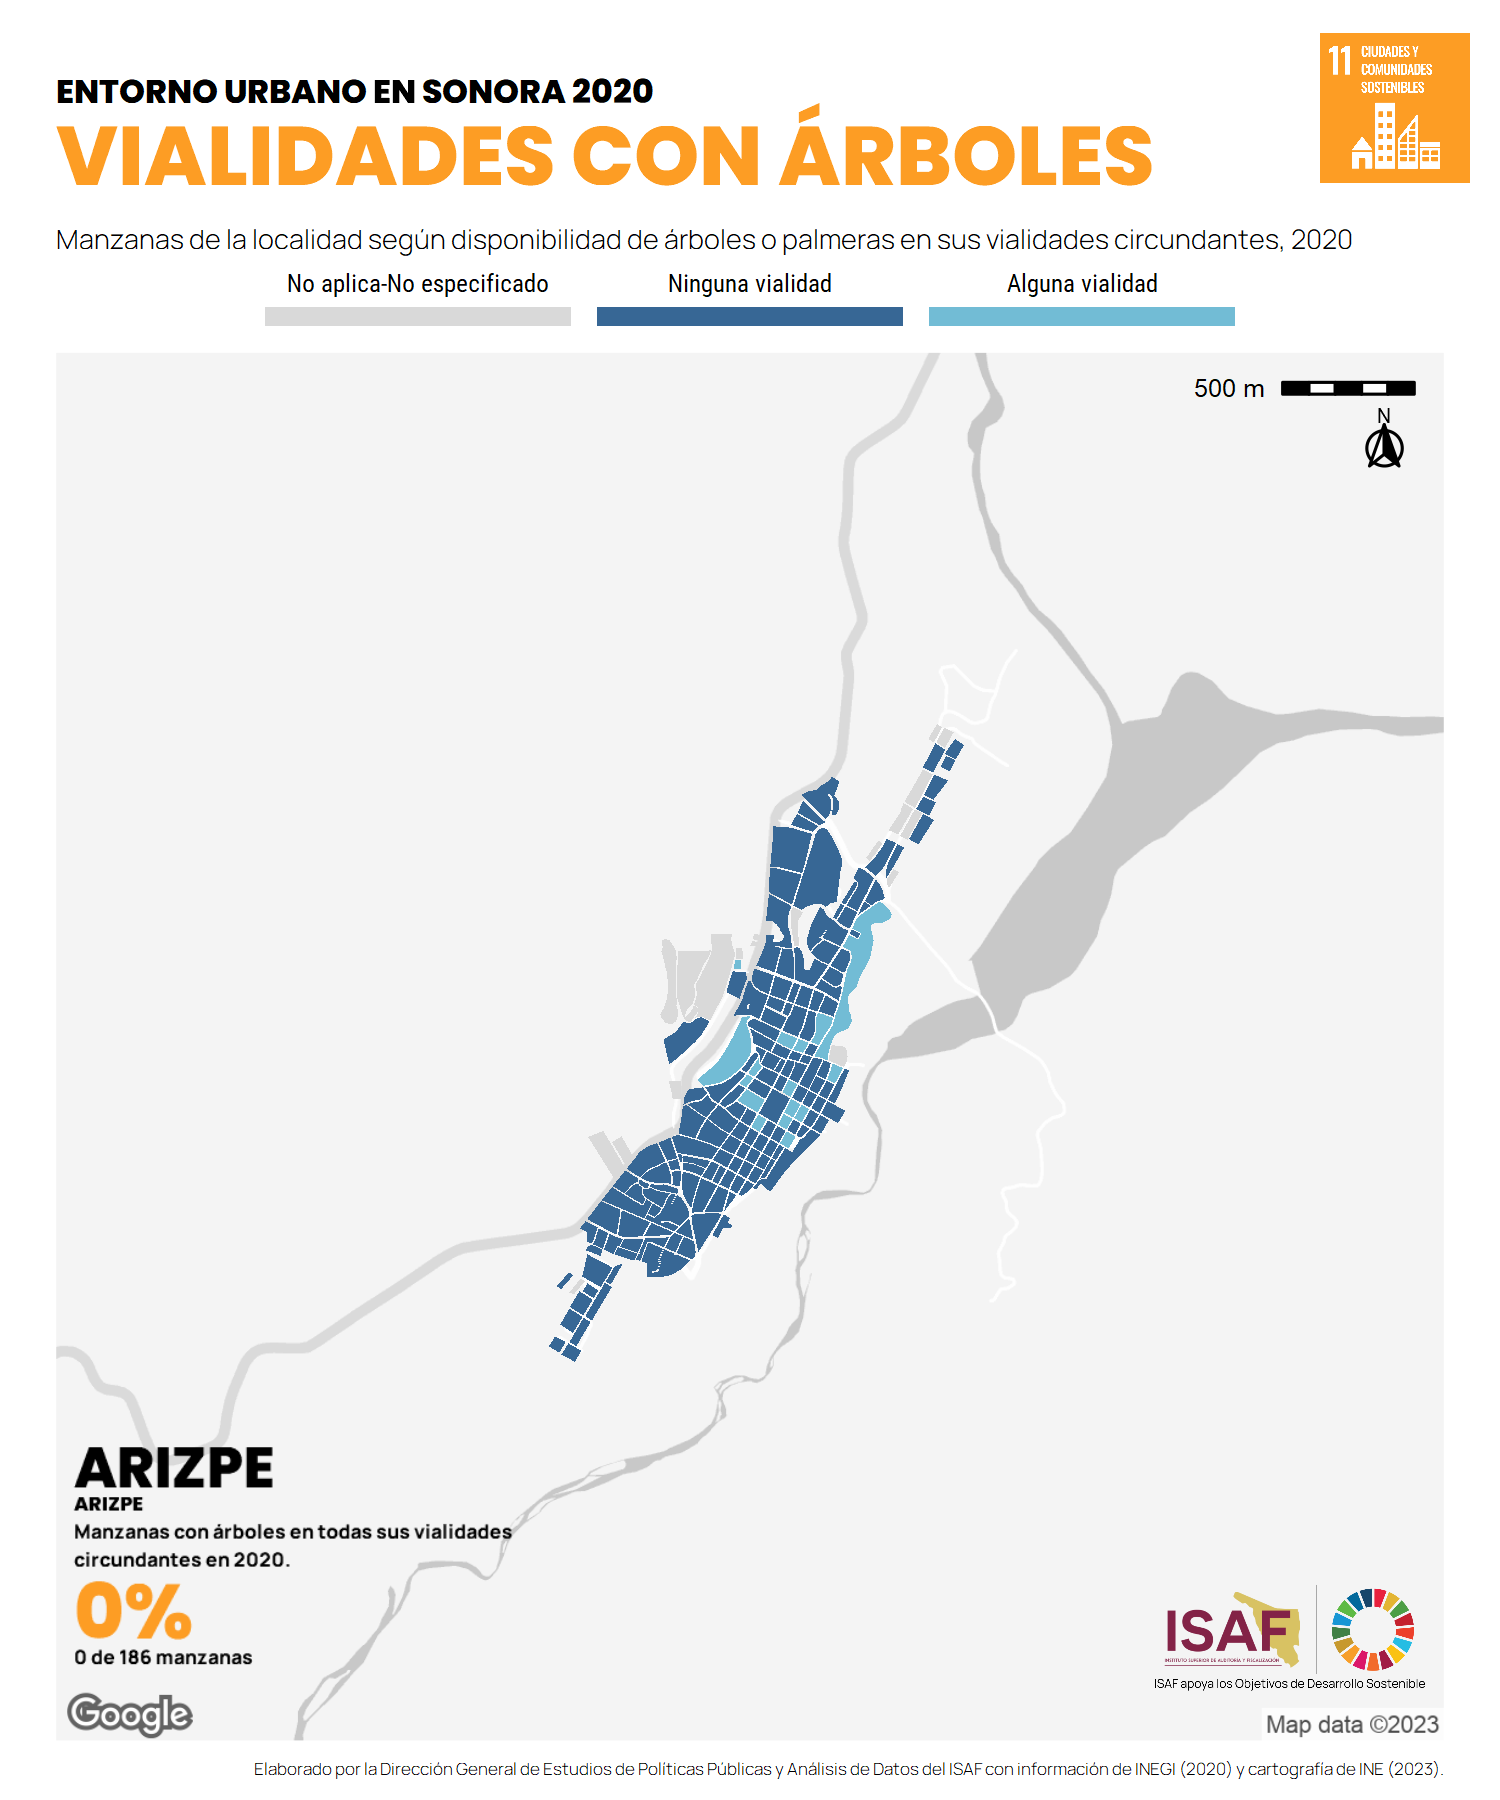 11 CIUDADES Y
COMUNIDADES
SOSTENIBLES
ENTORNO URBANO EN SONORA 2020
VIALIDADES CON ÁRBOLES
Manzanas de la localidad según disponibilidad de árboles o palmeras en sus vialidades circundantes, 2020
No aplica-No especificado
Ninguna vialidad
Alguna vialidad
500 m
N
ARIZPE
ARIZPE
Manzanas con árboles en todas sus vialidades
circundantes en 2020.
0%
0 de 186 manzanas
Google
ISAF
INSTITUTO SUPERIOR DE AUDITORÍA Y FISCALIZACIÓN
ISAF apoya los Objetivos de Desarrollo Sostenible
Map data ©2023
Elaborado por la Dirección General de Estudios de Políticas Públicas y Análisis de Datos del ISAF con información de INEGI (2020) y cartografía de INE (2023).